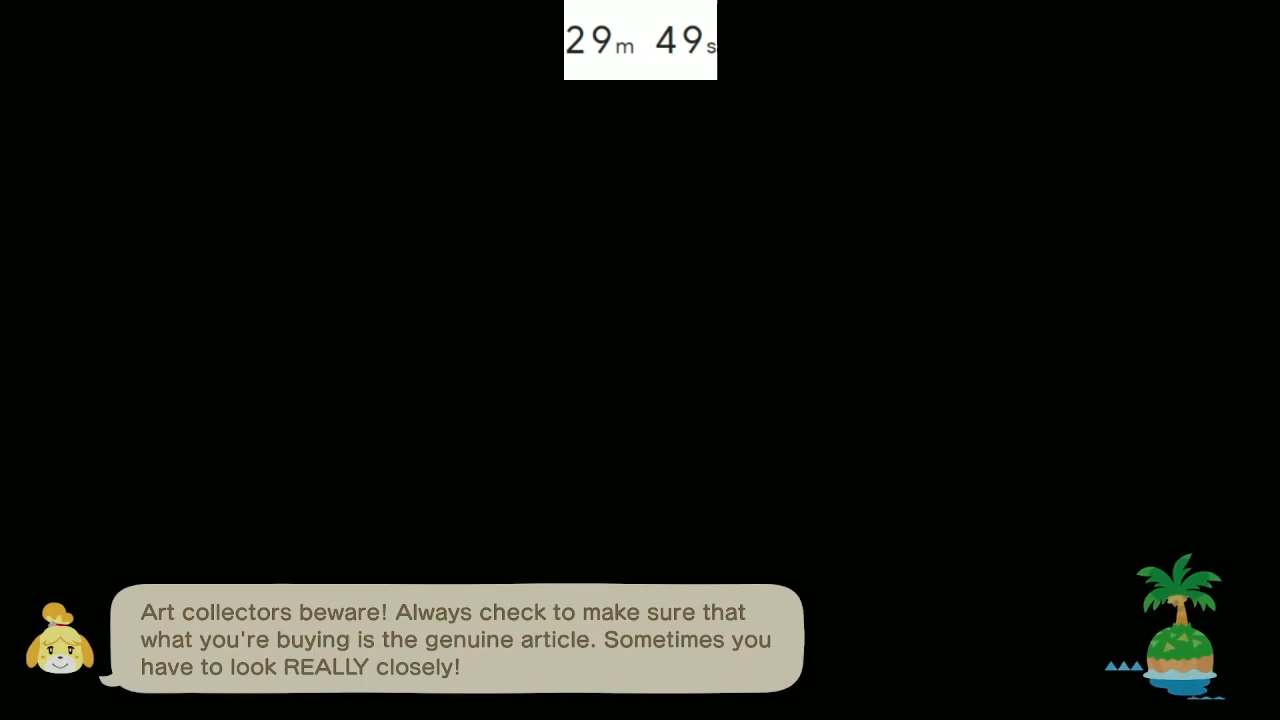 29m 49s
Art collectors beware! Always check to make sure that
what you're buying is the genuine article. Sometimes you
have to look REALLY closely!